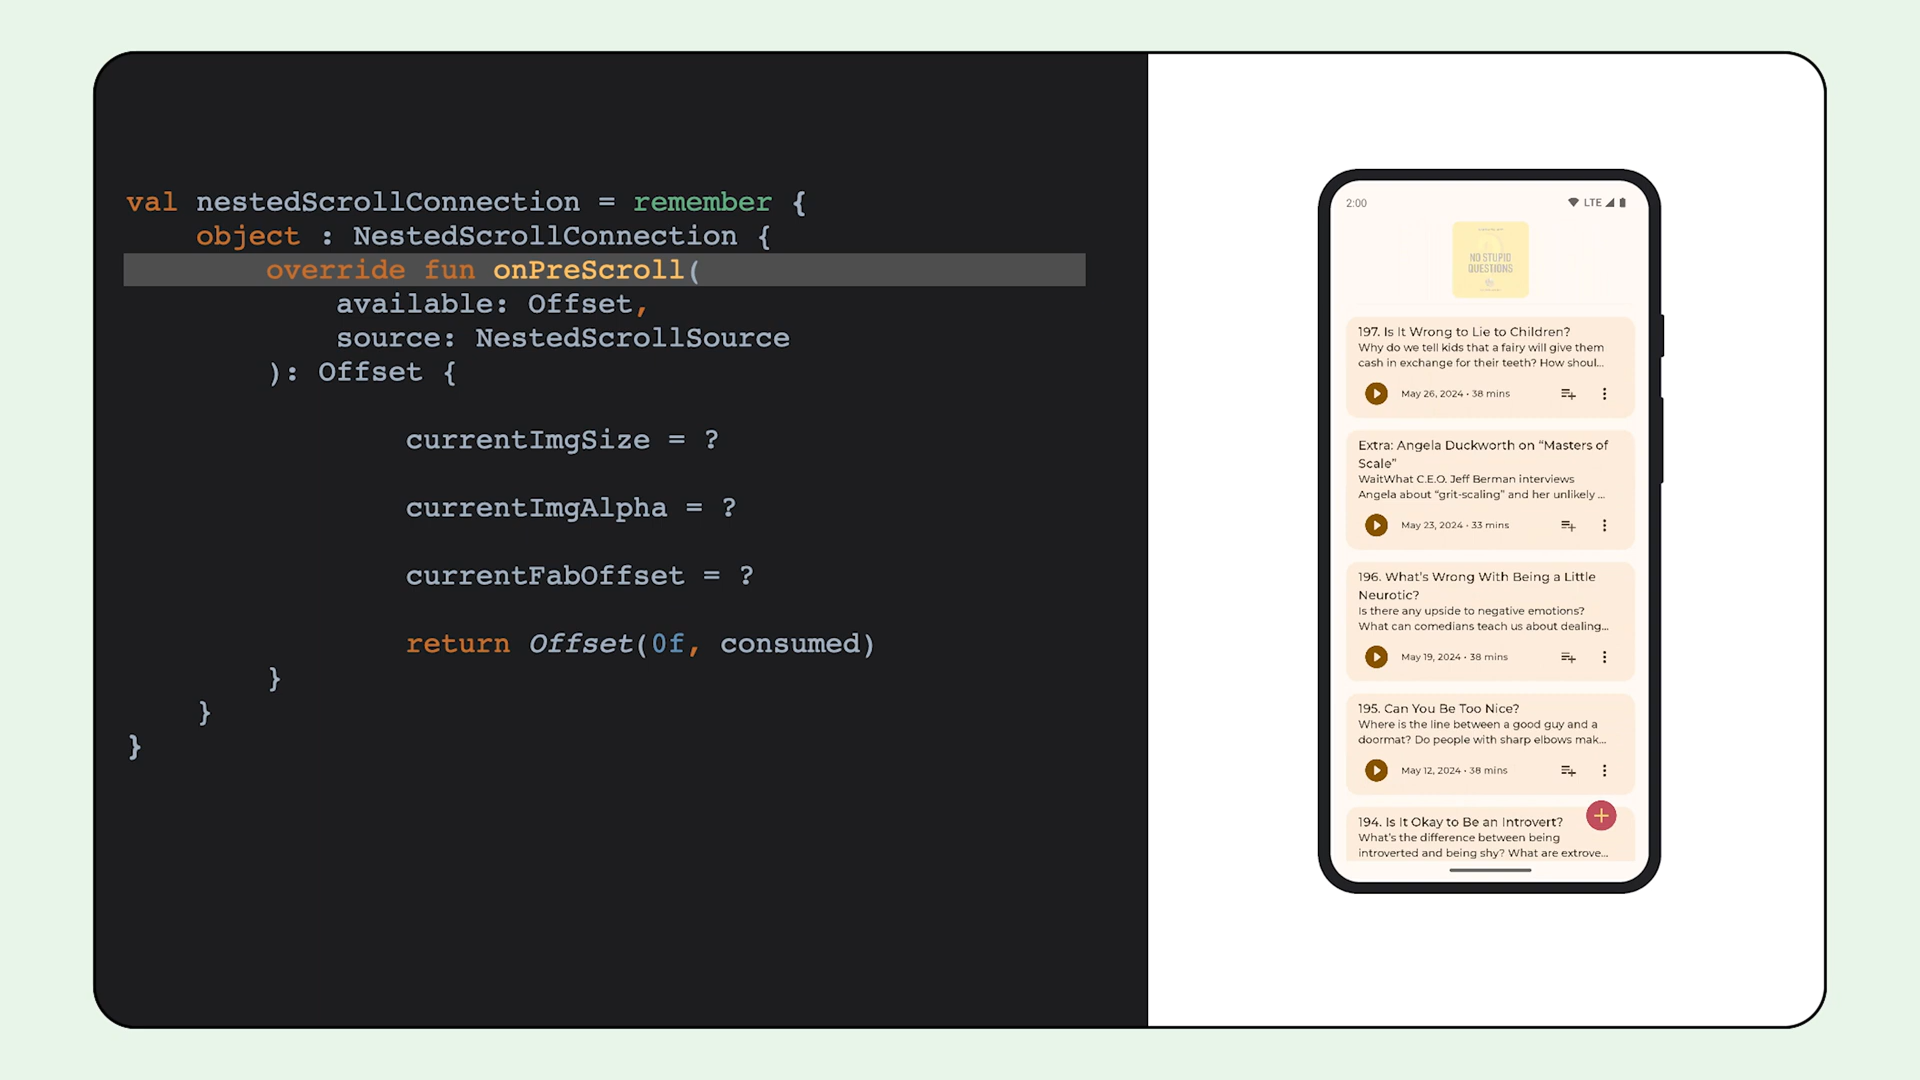 val nestedScrollConnection = remember {
object : NestedScrollConnection {
override fun onPreScroll(
available: Offset,
source: NestedScrollSource
): Offset {
currentImgSize = ?
currentImgAlpha = ?
currentFabOffset = ?
return Offset(0f, consumed)
}
}
}
2:00
LTE
NO STUPID
QUESTIONS
197. Is It Wrong to Lie to Children?
Why do we tell kids that a fairy will give them
cash in exchange for their teeth? How shoul...
May 26, 2024 • 38 mins
Extra: Angela Duckworth on “Masters of
Scale”
WaitWhat C.E.O. Jeff Berman interviews
Angela about “grit-scaling” and her unlikely ...
May 23, 2024 • 33 mins
196. What's Wrong With Being a Little
Neurotic?
Is there any upside to negative emotions?
What can comedians teach us about dealing...
May 19, 2024 • 38 mins
195. Can You Be Too Nice?
Where is the line between a good guy and a
doormat? Do people with sharp elbows mak...
May 12, 2024 • 38 mins
194. Is It Okay to Be an Introvert?
What's the difference between being
introverted and being shy? What are extrove...